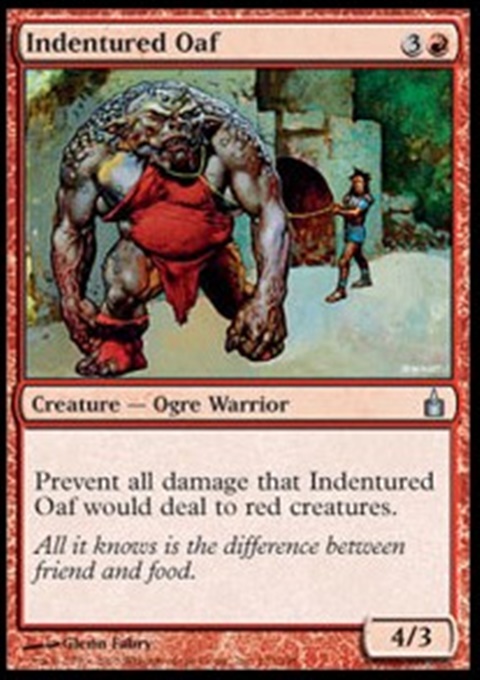 Indentured Oaf 3
Creature — Ogre Warrior
Prevent all damage that Indentured
Oaf would deal to red creatures.
All it knows is the difference between
friend and food.
4/3
Glenn Fabry